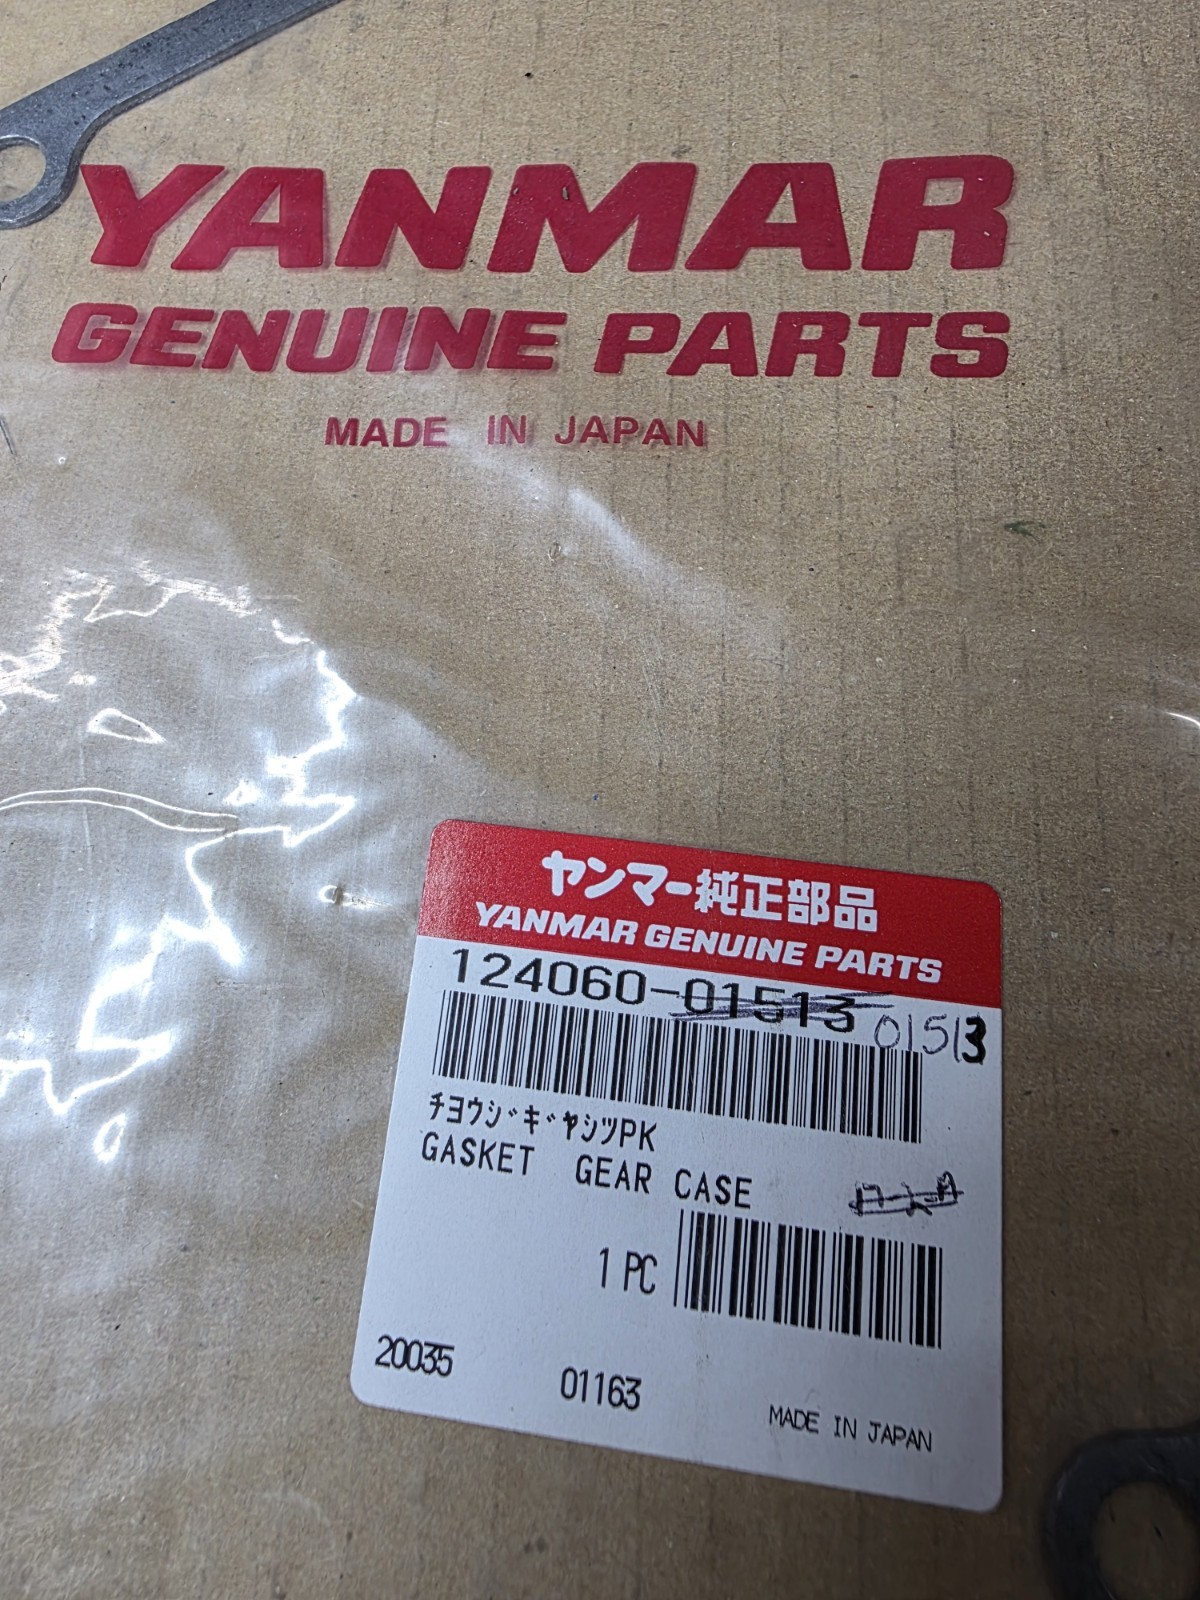 YANMAR
GENUINE PARTS
MADE IN JAPAN
ヤンマー純正部品
YANMAR GENUINE PARTS
124060-01513 01513
チヨウジギヤシツPK
GASKET GEAR CASE
1 PC
20035 01163 MADE IN JAPAN